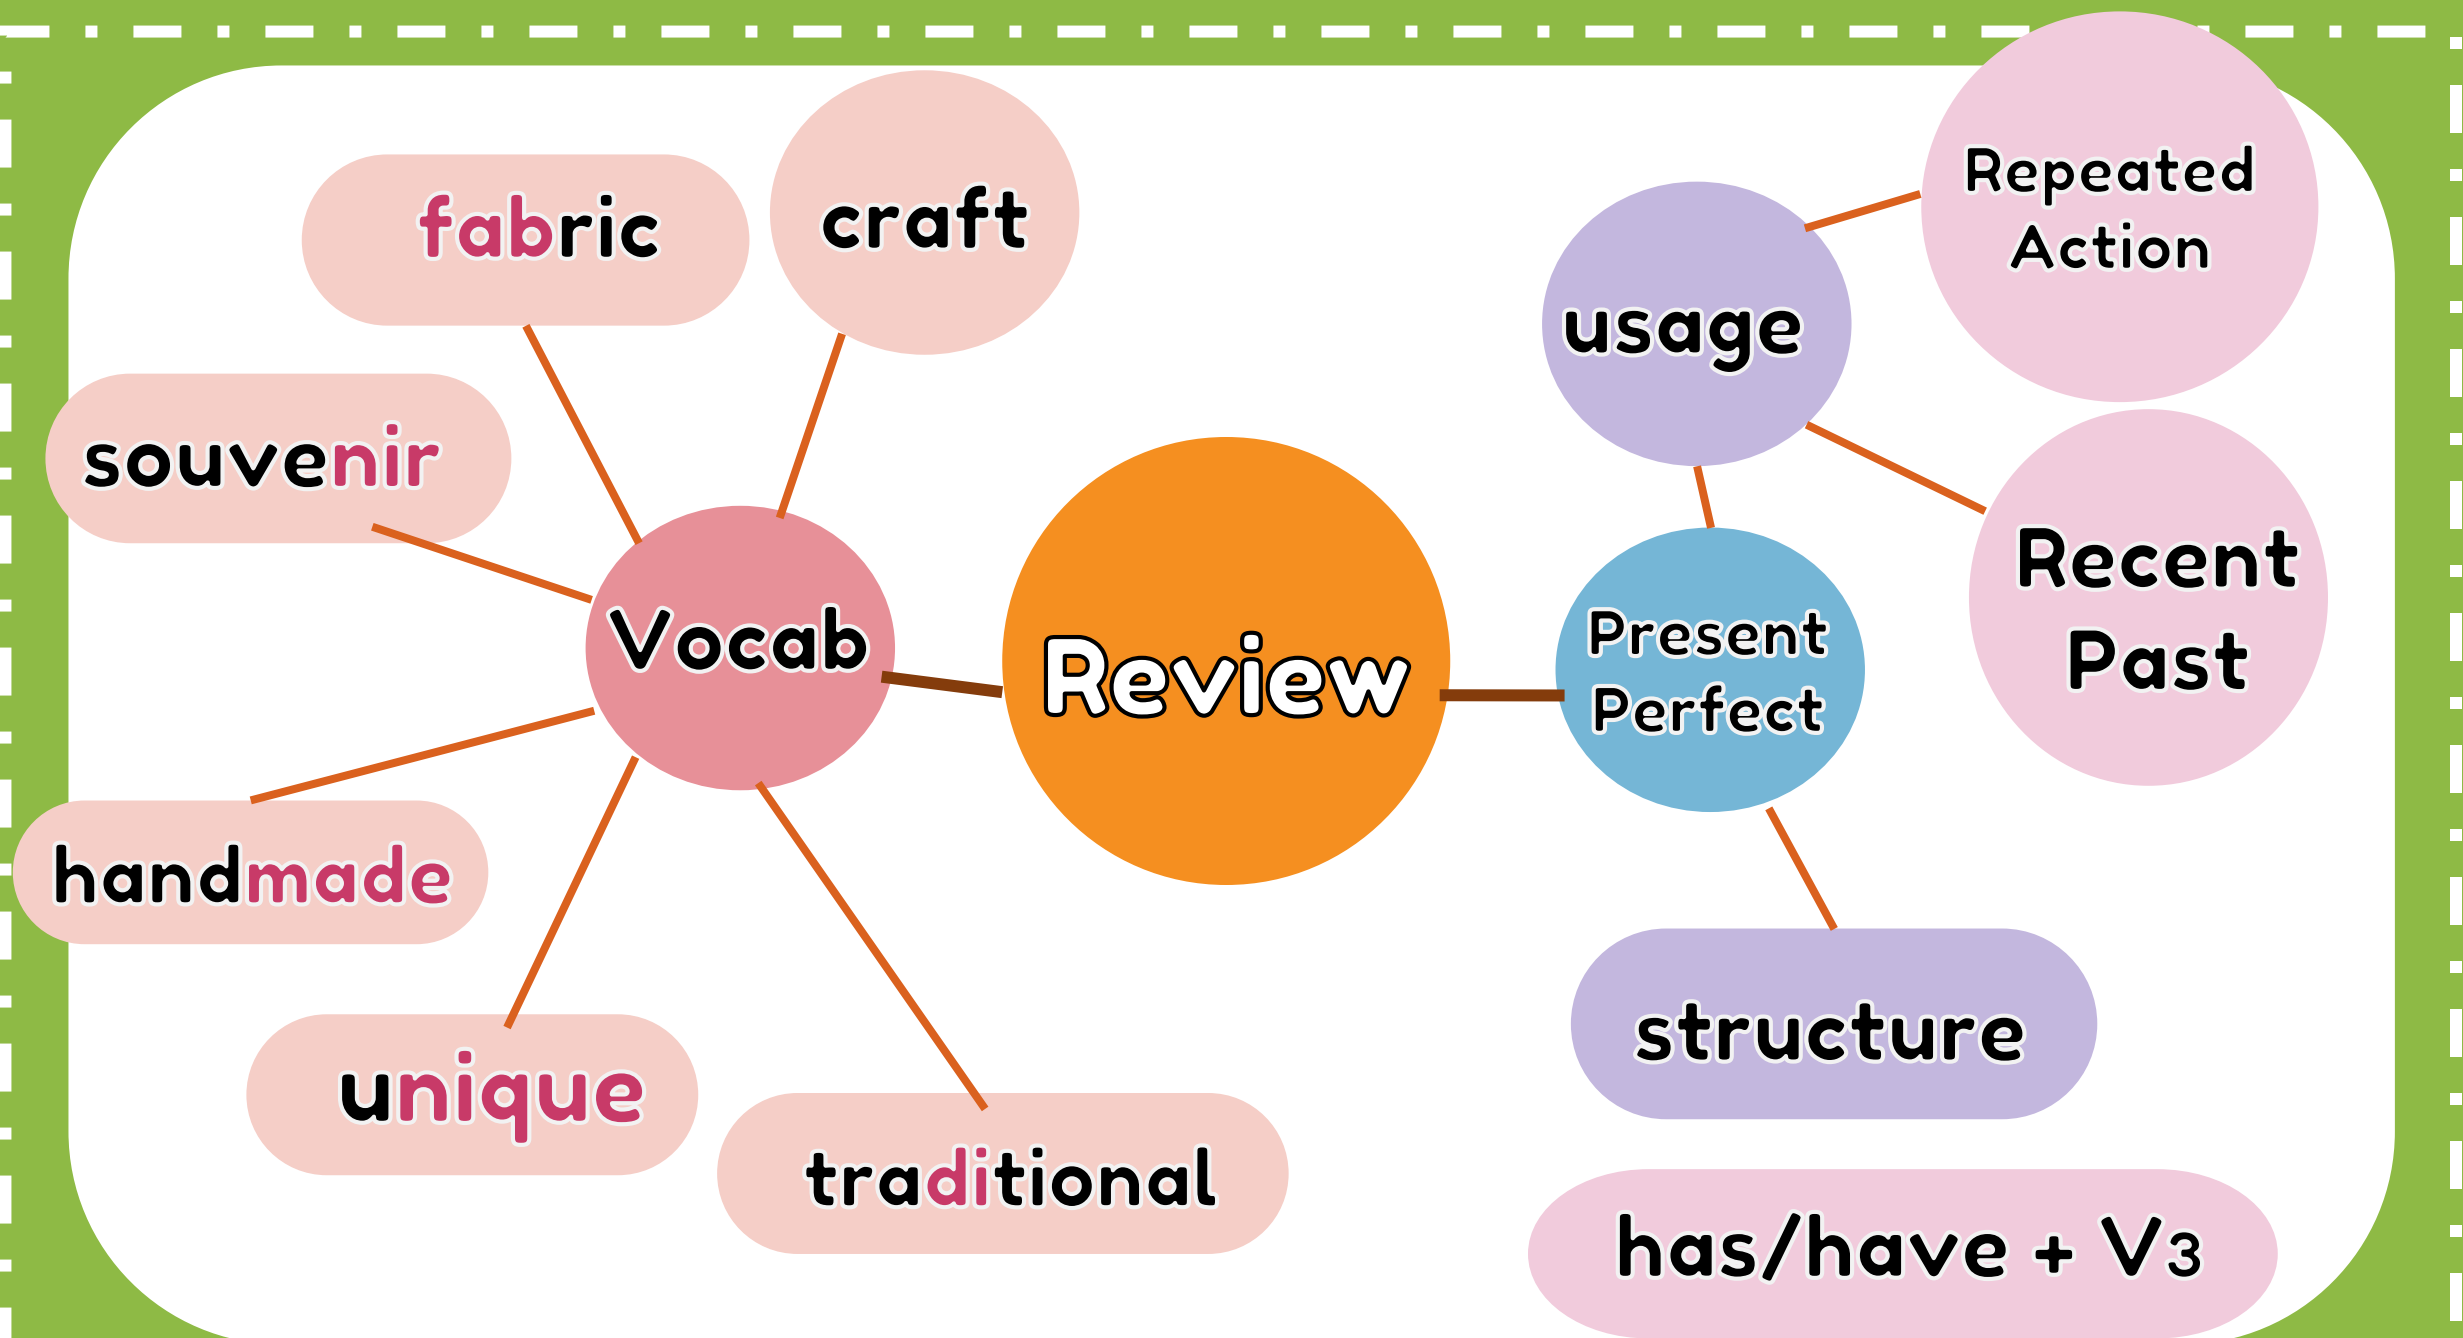 fabric
craft
souvenir
Vocab
handmade
unique
traditional
Review
usage
Repeated
Action
Recent
Past
Present
Perfect
structure
has/have + V3